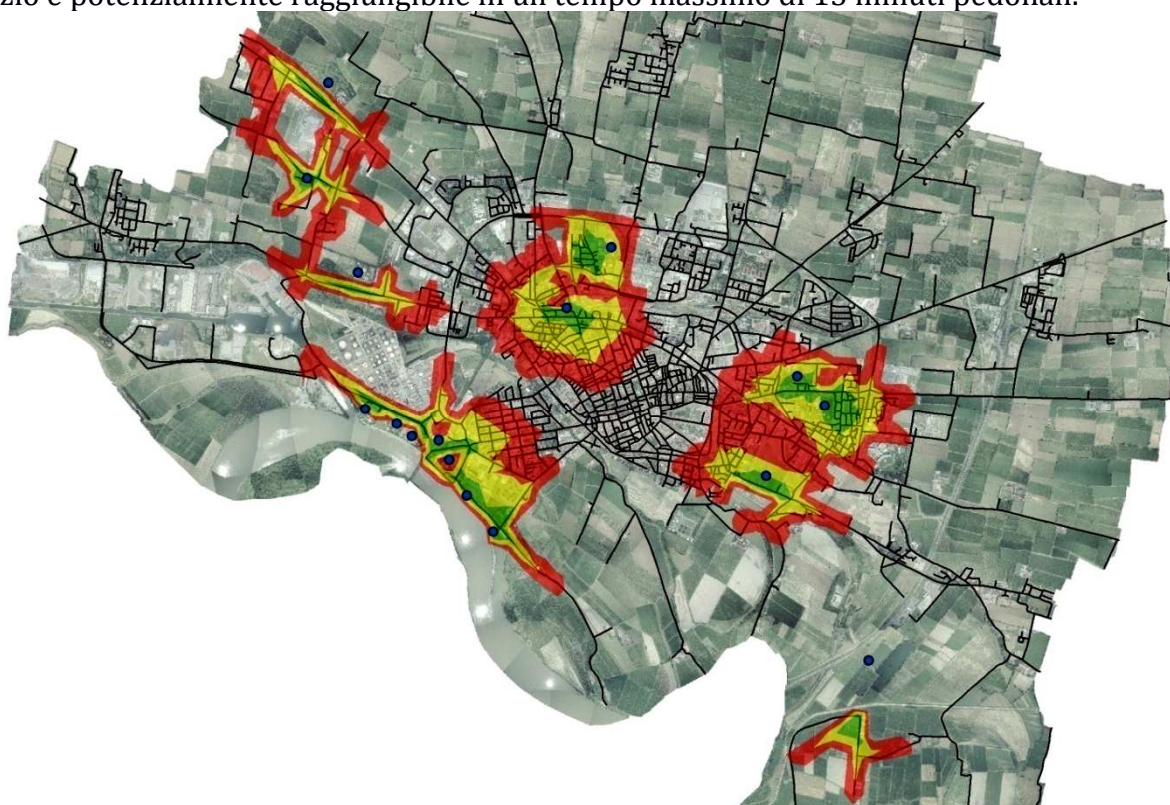 zio è potenzialmente raggiungibile in un tempo massimo di 15 minuti pedonali.